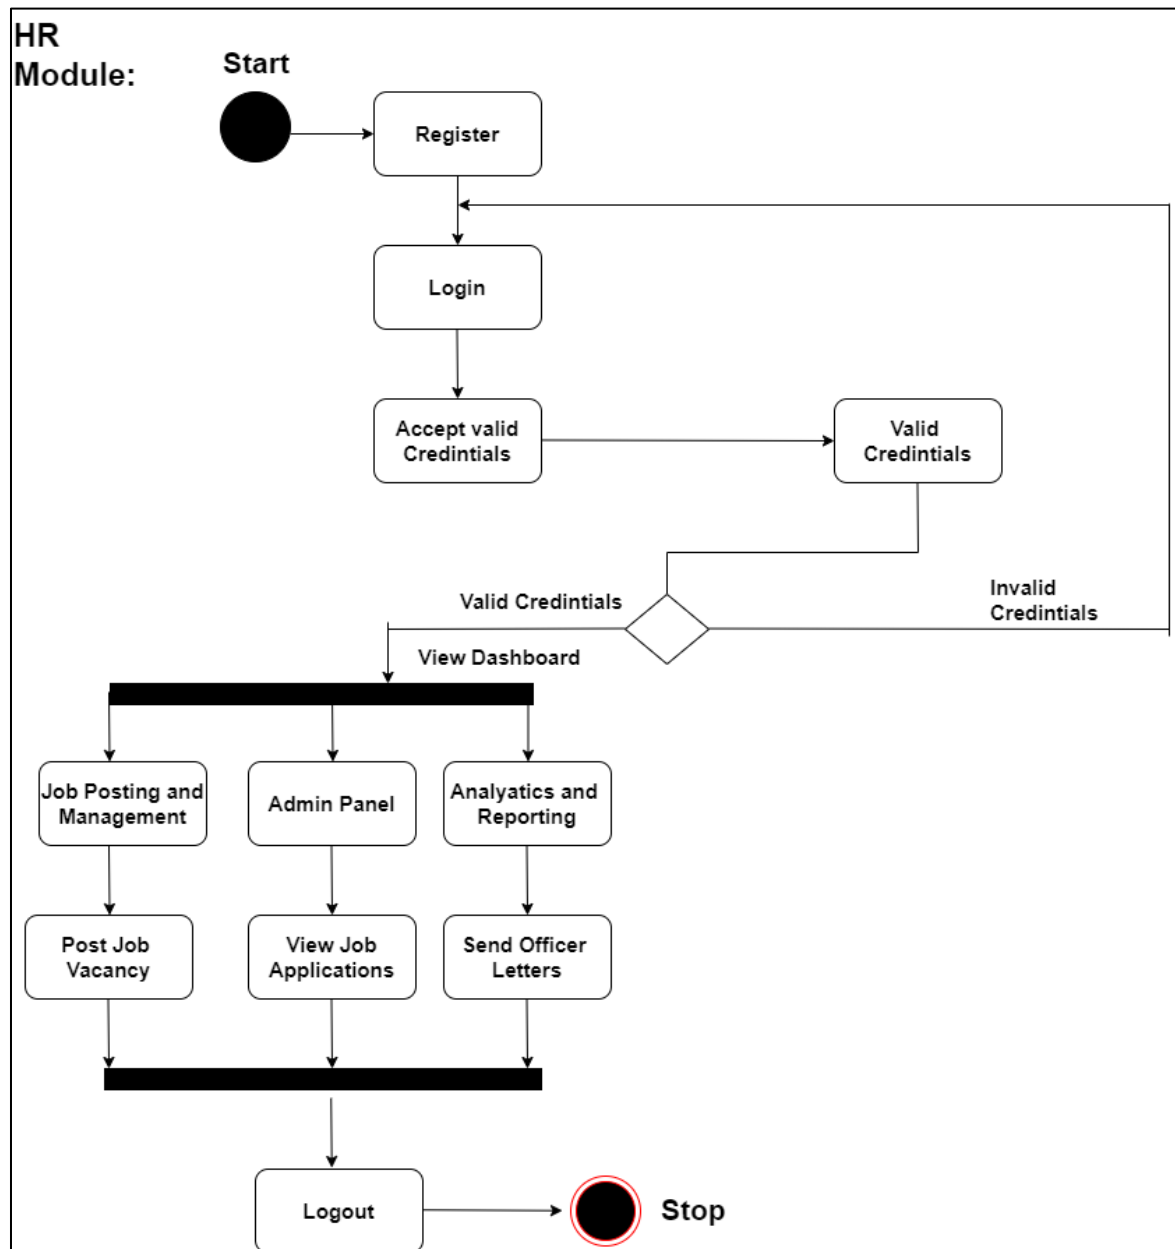 HR
Module:
Start
Register
Login
Accept valid
Credintials
Valid
Credintials
Valid Credintials
Invalid
Credintials
View Dashboard
Job Posting and
Management
Admin Panel
Analyatics and
Reporting
Post Job
Vacancy
View Job
Applications
Send Officer
Letters
Logout
Stop